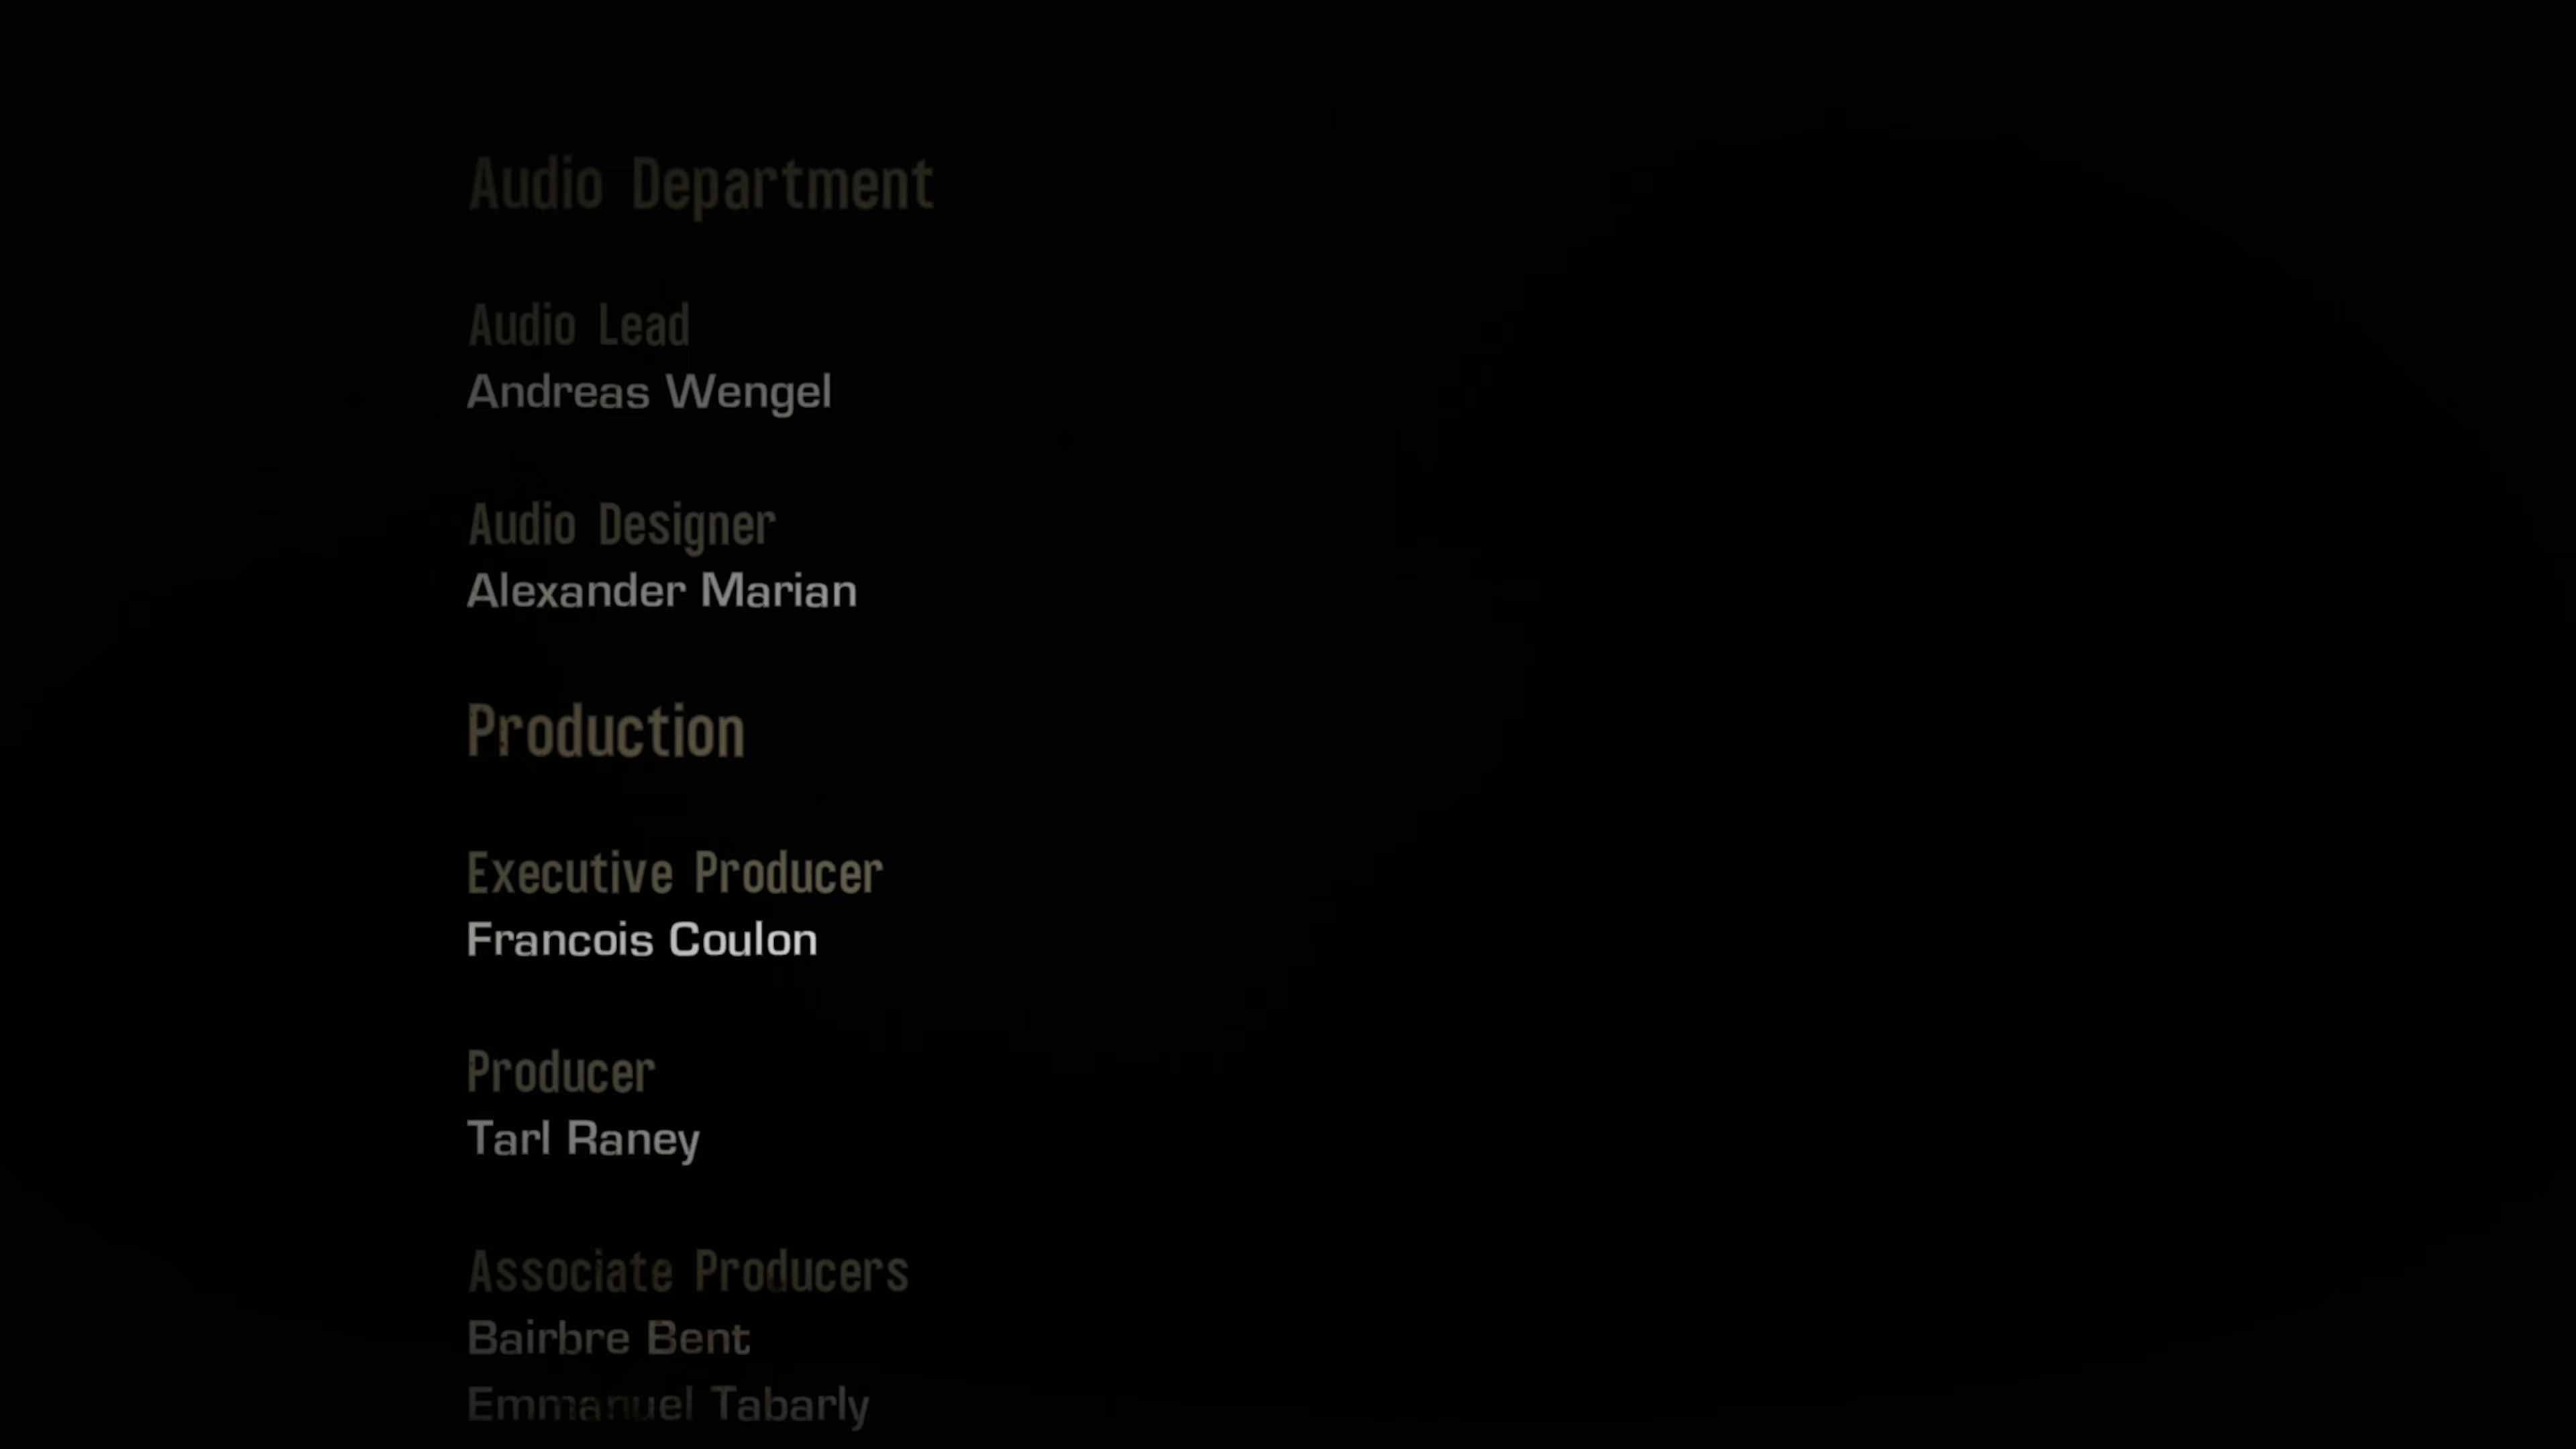 Audio Department
Audio Lead
Andreas Wengel
Audio Designer
Alexander Marian
Production
Executive Producer
Francois Coulon
Producer
Tarl Raney
Associate Producers
Bairbre Bent
Emmanuel Tabarly